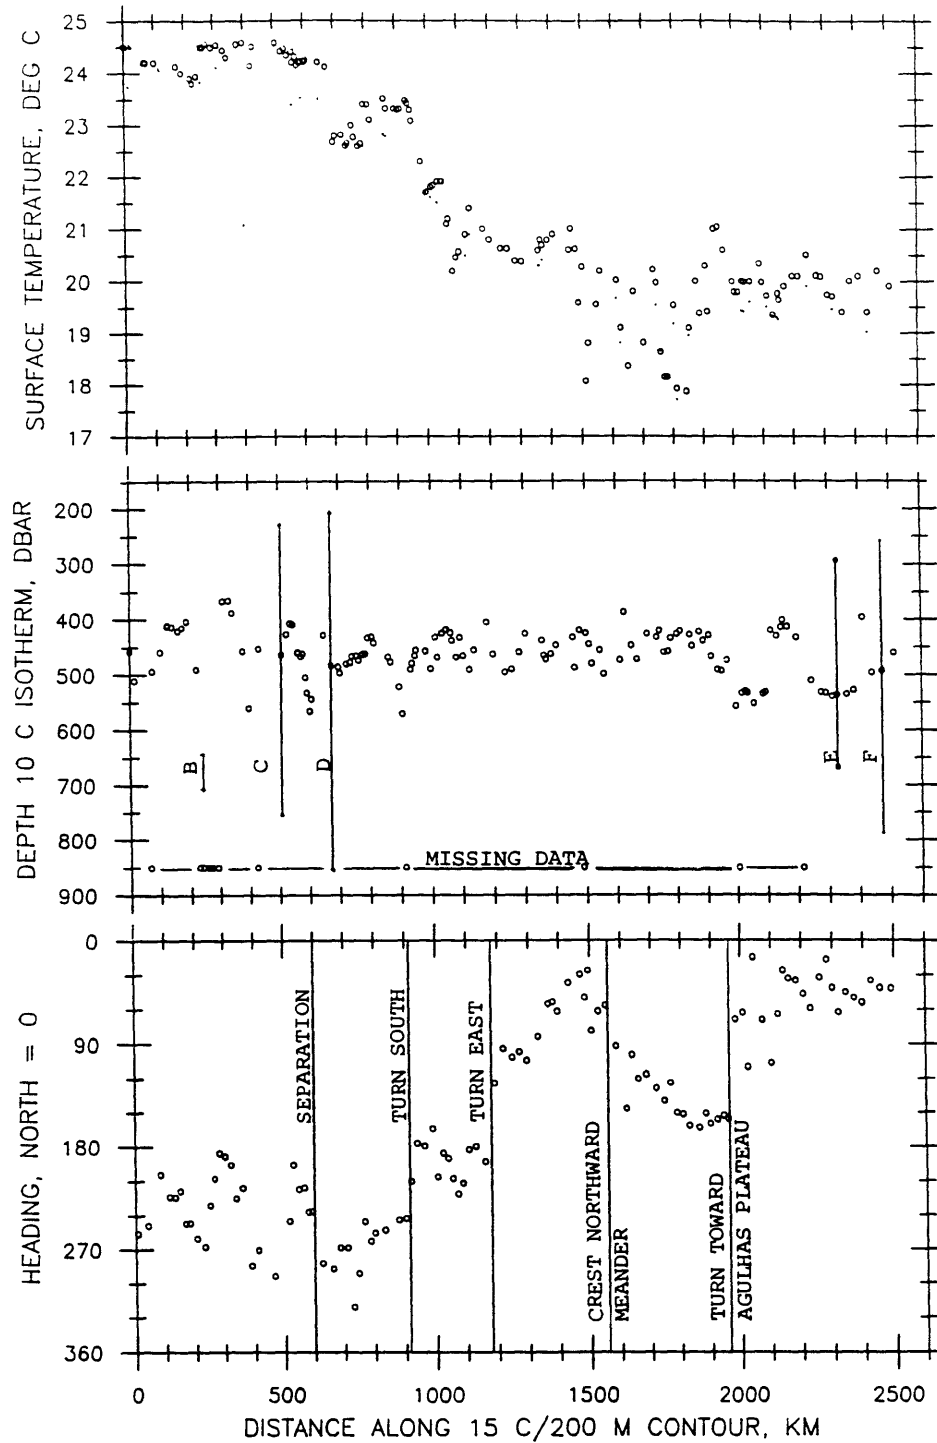 SURFACE TEMPERATURE, DEG C
25
24
23
22
21
20
19
18
17
DEPTH 10 C ISOTHERM, DBAR
200
300
400
500
600
700
800
900
B
C
D
E
F
MISSING DATA
HEADING, NORTH = 0
0
90
180
270
360
SEPARATION
TURN SOUTH
TURN EAST
CREST NORTHWARD
MEANDER
TURN TOWARD
AGULHAS PLATEAU
0 500 1000 1500 2000 2500
DISTANCE ALONG 15 C/200 M CONTOUR, KM